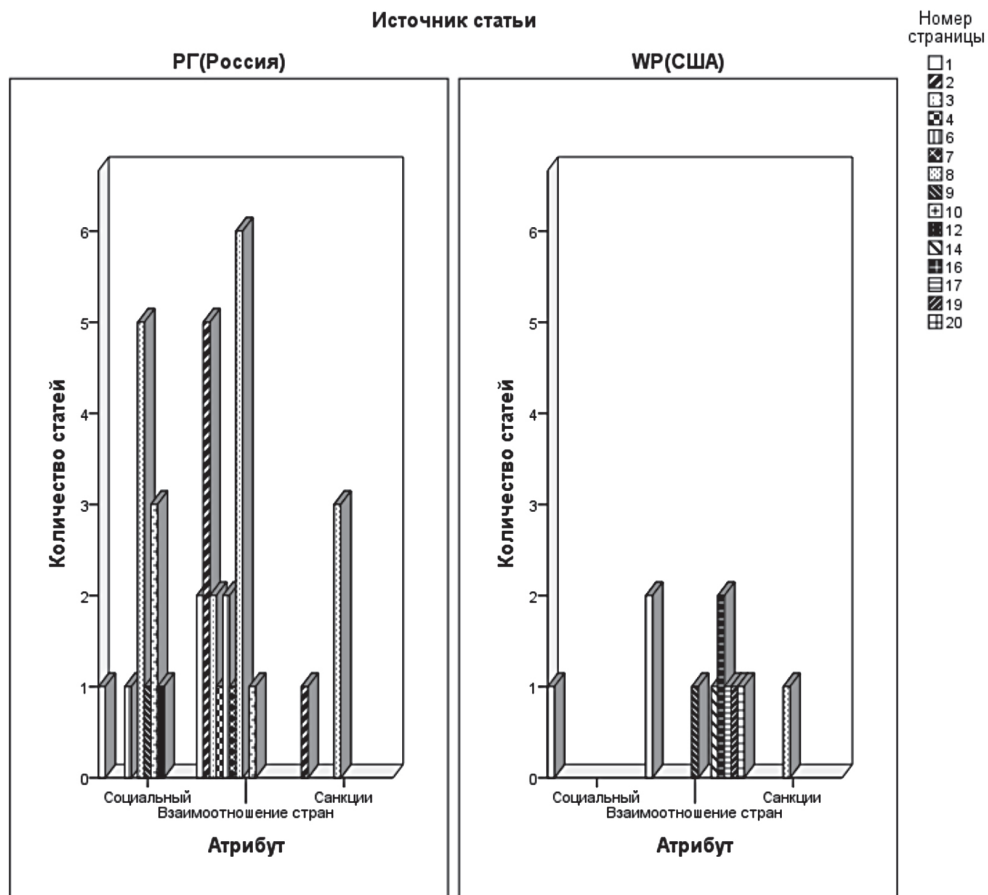 Источник статьи
РГ(Россия)
WP(США)
Номер
страницы
1
2
3
4
6
7
8
9
10
12
14
16
17
19
20
Количество статей
6
5
4
3
2
1
0
Социальный
Взаимоотношение стран
Санкции
Атрибут
Количество статей
6
5
4
3
2
1
0
Социальный
Взаимоотношение стран
Санкции
Атрибут